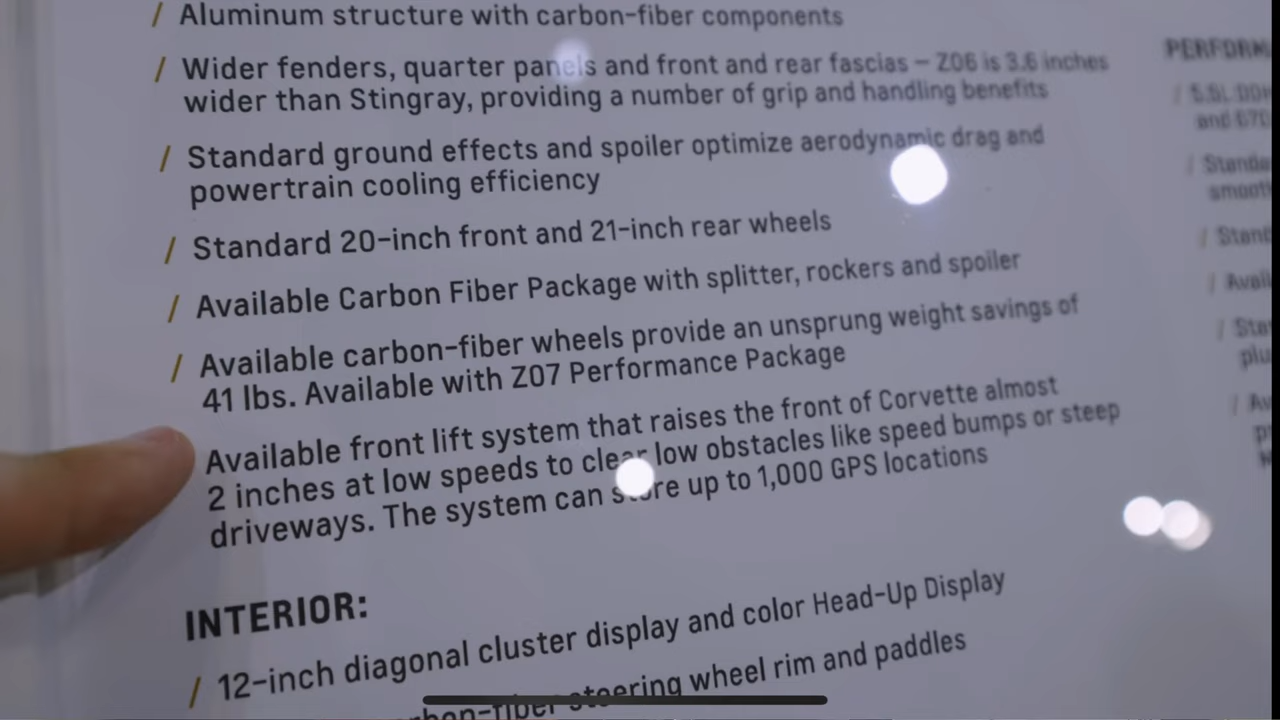 / Aluminum structure with carbon-fiber components
/ Wider fenders, quarter panels and front and rear fascias – Z06 is 3.6 inches
wider than Stingray, providing a number of grip and handling benefits
/ Standard ground effects and spoiler optimize aerodynamic drag and
powertrain cooling efficiency
/ Standard 20-inch front and 21-inch rear wheels
/ Available Carbon Fiber Package with splitter, rockers and spoiler
/ Available carbon-fiber wheels provide an unsprung weight savings of
41 lbs. Available with Z07 Performance Package
Available front lift system that raises the front of Corvette almost
2 inches at low speeds to clear low obstacles like speed bumps or steep
driveways. The system can store up to 1,000 GPS locations
INTERIOR:
/ 12-inch diagonal cluster display and color Head-Up Display
steering wheel rim and paddles